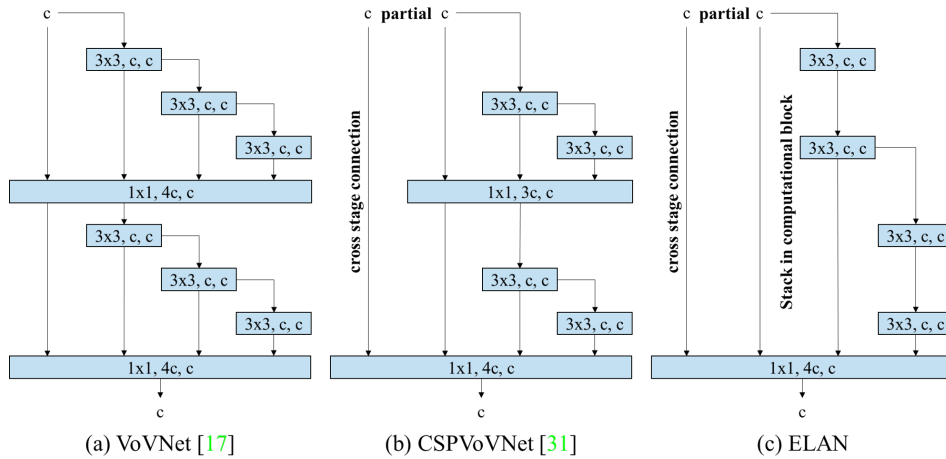 c
3x3, c, c
3x3, c, c
3x3, c, c
1x1, 4c, c
3x3, c, c
3x3, c, c
3x3, c, c
1x1, 4c, c
c
(a) VoVNet [17]
c partial c
cross stage connection
3x3, c, c
3x3, c, c
1x1, 3c, c
3x3, c, c
3x3, c, c
1x1, 4c, c
c
(b) CSPVoVNet [31]
c partial c
cross stage connection
Stack in computational block
3x3, c, c
3x3, c, c
3x3, c, c
3x3, c, c
1x1, 4c, c
c
(c) ELAN